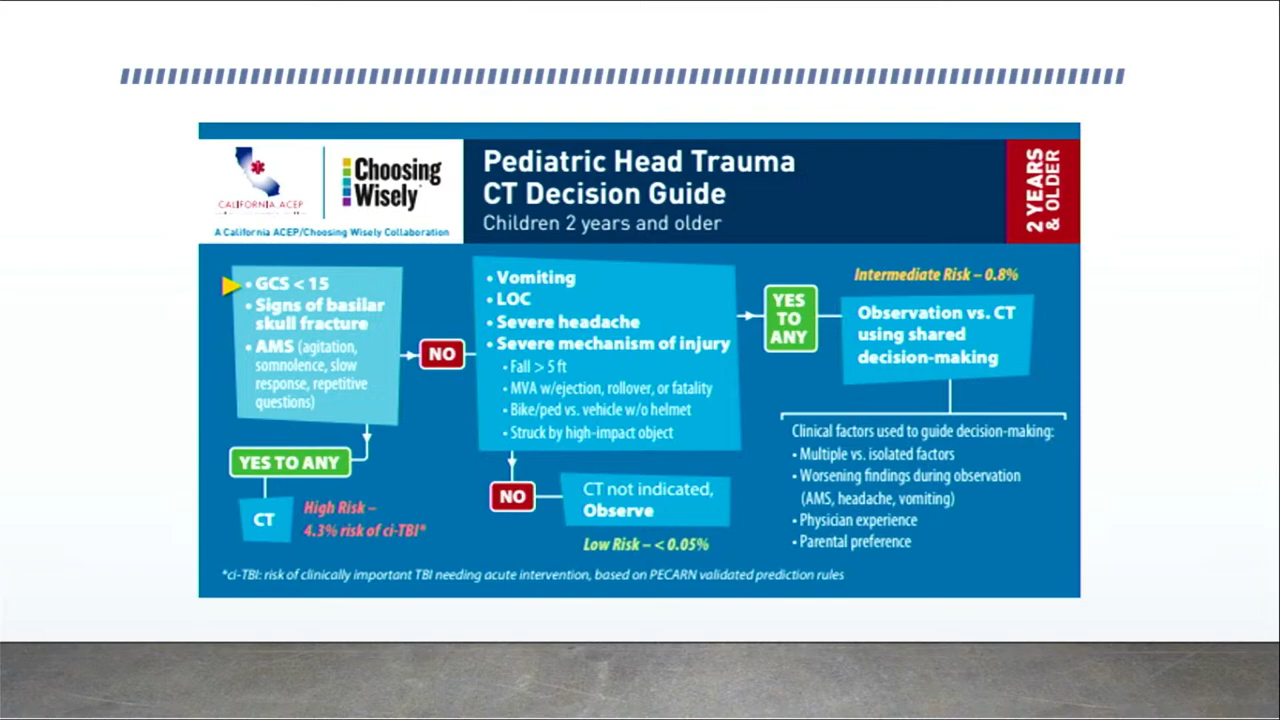 CALIFORNIA ACEP
Choosing
Wisely
A California ACEP/Choosing Wisely Collaboration
Pediatric Head Trauma
CT Decision Guide
Children 2 years and older
2 YEARS
& OLDER
• GCS < 15
• Signs of basilar
skull fracture
• AMS (agitation,
somnolence, slow
response, repetitive
questions)
NO
YES TO ANY
CT
High Risk –
4.3% risk of ci-TBI*
• Vomiting
• LOC
• Severe headache
• Severe mechanism of injury
• Fall > 5 ft
• MVA w/ejection, rollover, or fatality
• Bike/ped vs. vehicle w/o helmet
• Struck by high-impact object
NO
CT not indicated,
Observe
Low Risk – < 0.05%
YES
TO
ANY
Intermediate Risk – 0.8%
Observation vs. CT
using shared
decision-making
Clinical factors used to guide decision-making:
• Multiple vs. isolated factors
• Worsening findings during observation
(AMS, headache, vomiting)
• Physician experience
• Parental preference
*ci-TBI: risk of clinically important TBI needing acute intervention, based on PECARN validated prediction rules